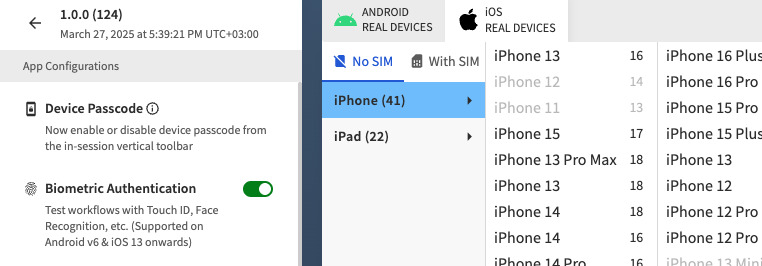 1.0.0 (124)
March 27, 2025 at 5:39:21 PM UTC+03:00
App Configurations
Device Passcode
Now enable or disable device passcode from
the in-session vertical toolbar
Biometric Authentication
Test workflows with Touch ID, Face
Recognition, etc. (Supported on
Android v6 & iOS 13 onwards)
ANDROID
REAL DEVICES
iOS
REAL DEVICES
No SIM
With SIM
iPhone (41)
iPad (22)
iPhone 13 16
iPhone 12 14
iPhone 11 13
iPhone 15 17
iPhone 13 Pro Max 18
iPhone 13 18
iPhone 14 18
iPhone 14 16
iPhone 14 Pro 16
iPhone 16 Plus
iPhone 16 Pro
iPhone 15 Pro
iPhone 15 Plus
iPhone 13
iPhone 12
iPhone 12 Pro
iPhone 12 Pro
iPhone 13 Mini